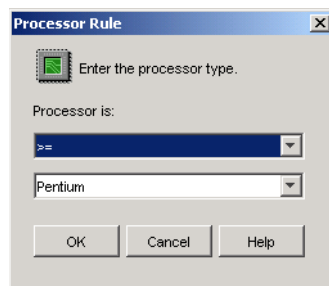 Processor Rule
Enter the processor type.
Processor is:
>=
Pentium
OK Cancel Help